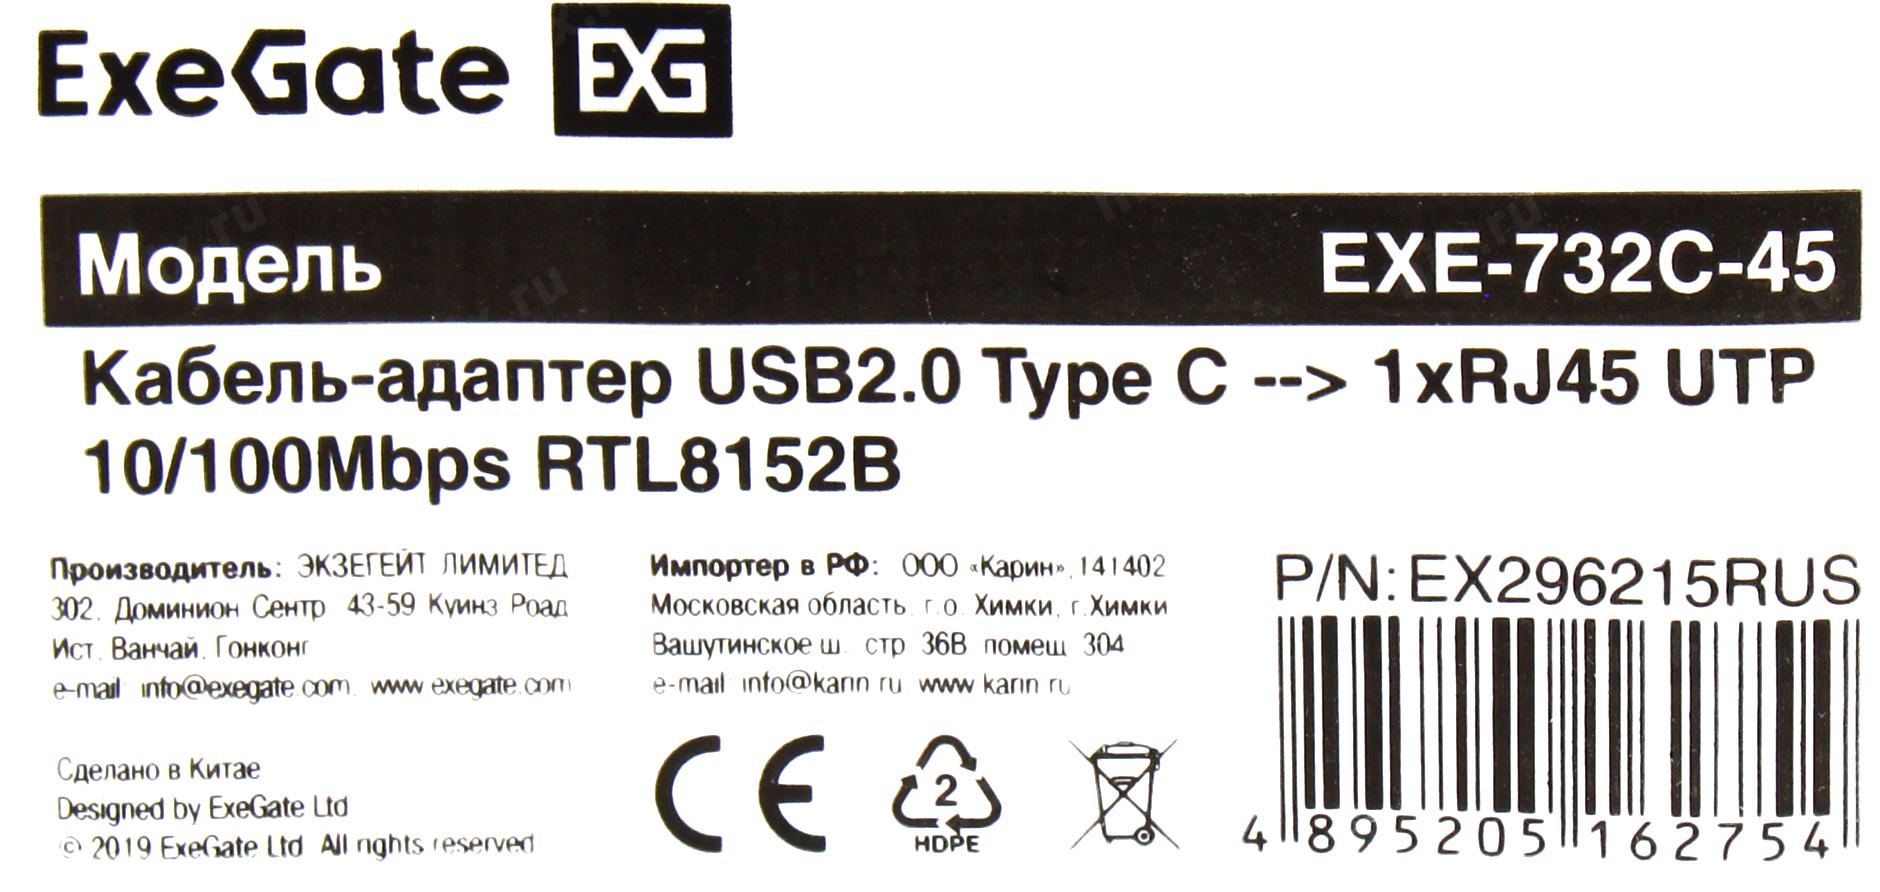 ExeGate EXG
Модель EXE-732C-45
Кабель-адаптер USB2.0 Type C --> 1xRJ45 UTP
10/100Mbps RTL8152B
Производитель: ЭКЗЕГЕЙТ ЛИМИТЕД
302, Доминион Сентр 43-59 Куинз Роад
Ист. Ванчай, Гонконг
e-mail info@exegate.com www exegate.com
Сделано в Китае
Designed by ExeGate Ltd
© 2019 ExeGate Ltd All rights reserved
Импортер в РФ: ООО «Карин», 141402
Московская область, г.о. Химки, г.Химки
Вашутинское ш. стр 36В помещ 304
e-mail info@karin ru www karin ru
CE
2
HDPE
P/N: EX296215RUS
4 895205 162754